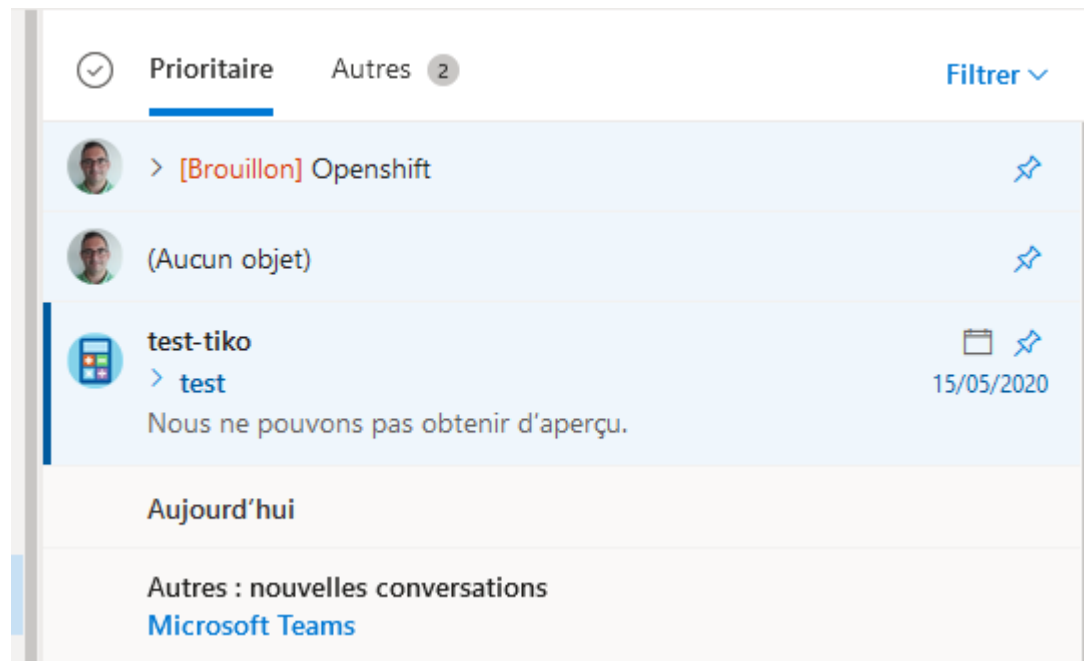 Prioritaire Autres 2 Filtrer
> [Brouillon] Openshift
(Aucun objet)
test-tiko
> test 15/05/2020
Nous ne pouvons pas obtenir d’aperçu.
Aujourd’hui
Autres : nouvelles conversations
Microsoft Teams